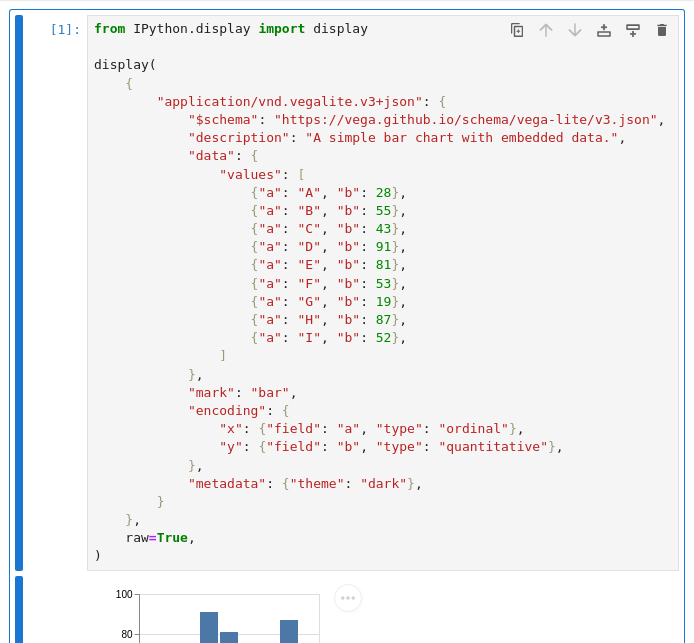 [1]: from IPython.display import display
display(
    {
        "application/vnd.vegalite.v3+json": {
            "$schema": "https://vega.github.io/schema/vega-lite/v3.json",
            "description": "A simple bar chart with embedded data.",
            "data": {
                "values": [
                    {"a": "A", "b": 28},
                    {"a": "B", "b": 55},
                    {"a": "C", "b": 43},
                    {"a": "D", "b": 91},
                    {"a": "E", "b": 81},
                    {"a": "F", "b": 53},
                    {"a": "G", "b": 19},
                    {"a": "H", "b": 87},
                    {"a": "I", "b": 52},
                ]
            },
            "mark": "bar",
            "encoding": {
                "x": {"field": "a", "type": "ordinal"},
                "y": {"field": "b", "type": "quantitative"},
            },
            "metadata": {"theme": "dark"},
        }
    },
    raw=True,
)
100
80